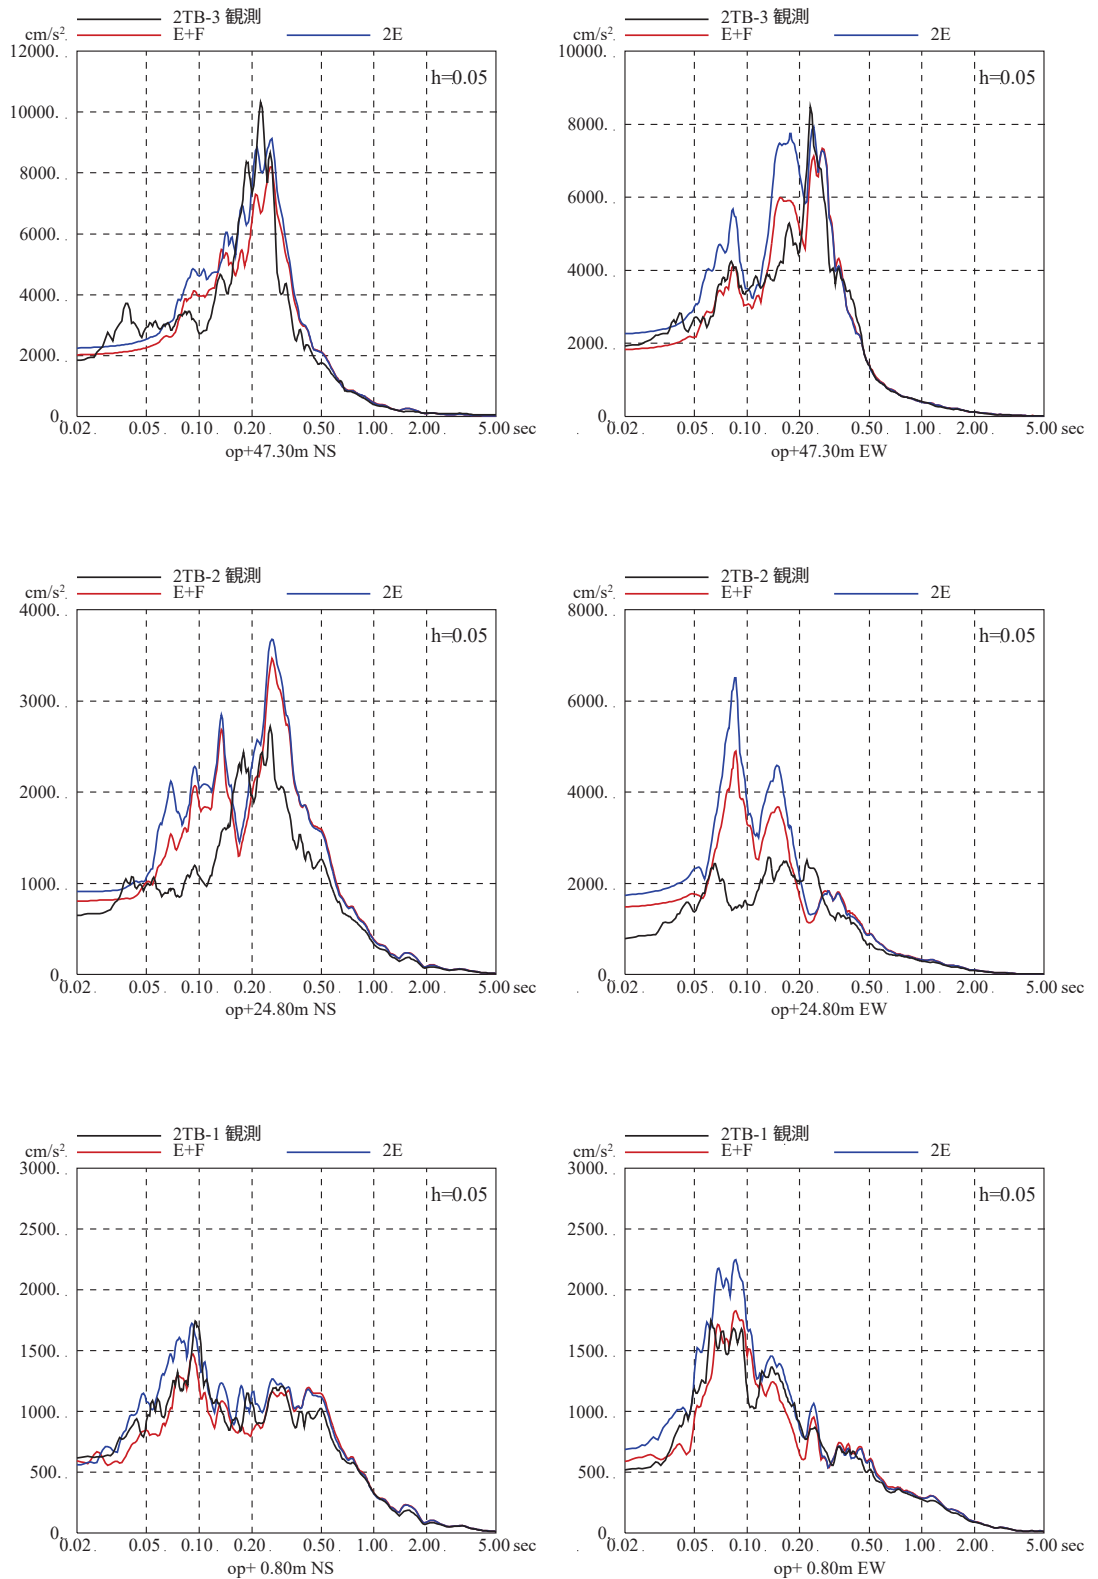 2TB-3 観測
cm/s². E+F 2E
12000.
h=0.05
10000.
8000.
6000.
4000.
2000.
0.
0.02 0.05 0.10 0.20 0.50 1.00 2.00 5.00 sec
op+47.30m NS
2TB-3 観測
cm/s². E+F 2E
10000.
h=0.05
8000.
6000.
4000.
2000.
0.
0.02 0.05 0.10 0.20 0.50 1.00 2.00 5.00 sec
op+47.30m EW
2TB-2 観測
cm/s². E+F 2E
4000.
h=0.05
3000.
2000.
1000.
0.
0.02 0.05 0.10 0.20 0.50 1.00 2.00 5.00 sec
op+24.80m NS
2TB-2 観測
cm/s². E+F 2E
8000.
h=0.05
6000.
4000.
2000.
0.
0.02 0.05 0.10 0.20 0.50 1.00 2.00 5.00 sec
op+24.80m EW
2TB-1 観測
cm/s². E+F 2E
3000.
h=0.05
2500.
2000.
1500.
1000.
500.
0.
0.02 0.05 0.10 0.20 0.50 1.00 2.00 5.00 sec
op+ 0.80m NS
2TB-1 観測
cm/s². E+F 2E
3000.
h=0.05
2500.
2000.
1500.
1000.
500.
0.
0.02 0.05 0.10 0.20 0.50 1.00 2.00 5.00 sec
op+ 0.80m EW